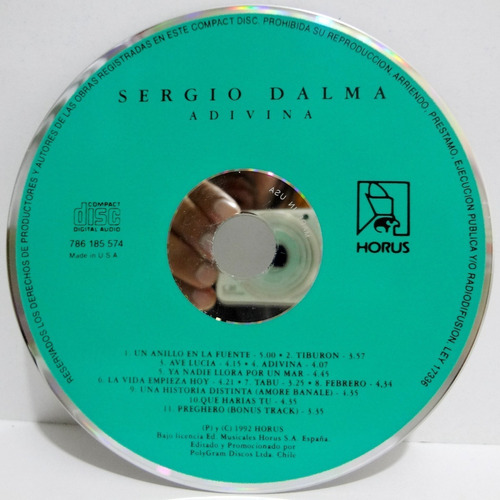 RESERVADOS LOS DERECHOS DE PRODUCTORES Y AUTORES DE LAS OBRAS REGISTRADAS EN ESTE COMPACT DISC. PROHIBIDA SU REPRODUCCION, ARRIENDO, PRESTAMO, EJECUCION PUBLICA Y/O RADIODIFUSION LEY 17336
SERGIO DALMA
ADIVINA
COMPACT
disc
DIGITAL AUDIO
786 185 574
Made in U.S.A
HORUS
USA
1. UN ANILLO EN LA FUENTE - 5.00 • 2. TIBURON - 3.57
3. AVE LUCIA - 4.15 • 4. ADIVINA - 4.07
5. YA NADIE LLORA POR UN MAR - 4.45
6. LA VIDA EMPIEZA HOY - 4.21 • 7. TABU - 3.25 • 8. FEBRERO - 4.34
9. UNA HISTORIA DISTINTA (AMORE BANALE) - 4.35
10.QUE HARIAS TU - 4.35
11. PREGHERO (BONUS TRACK) - 3.35
(P) y (C) 1992 HORUS
Bajo licencia Ed. Musicales Horus S.A. España.
Editado y Promocionado por
PolyGram Discos Ltda. Chile